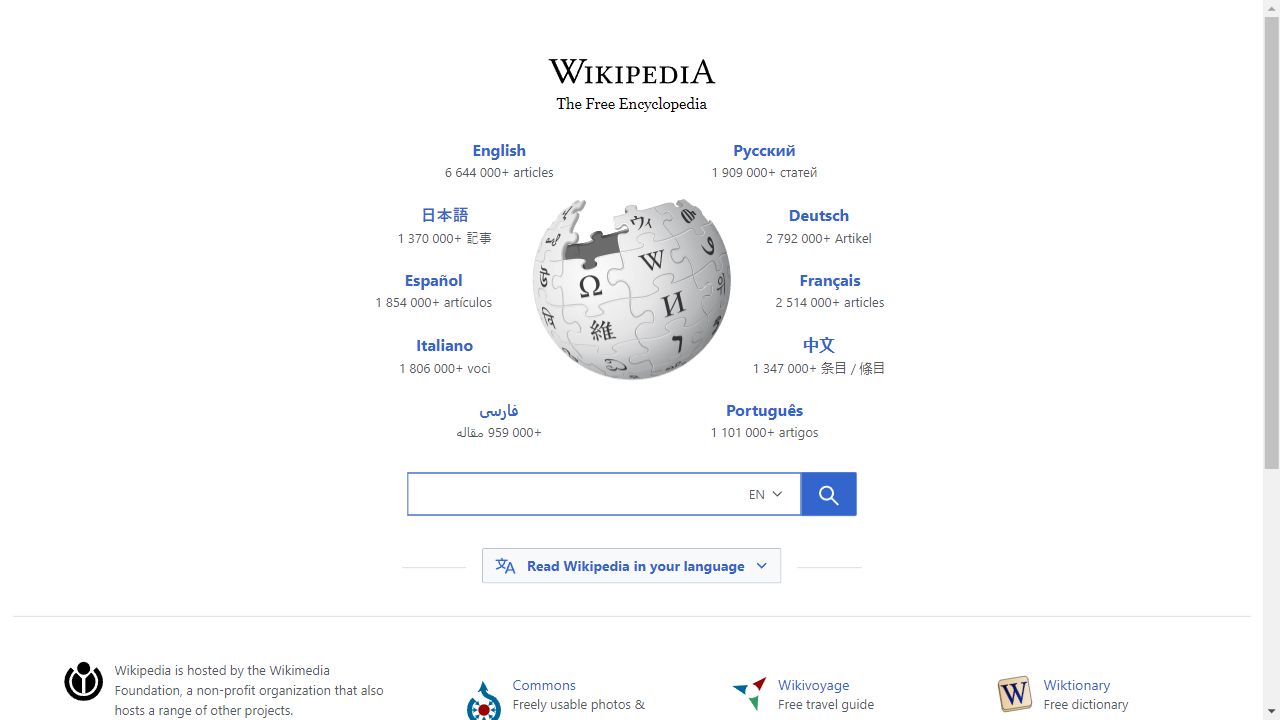 WIKIPEDIA
The Free Encyclopedia
English
6 644 000+ articles
Русский
1 909 000+ статей
日本語
1 370 000+ 記事
Deutsch
2 792 000+ Artikel
Español
1 854 000+ artículos
Français
2 514 000+ articles
Italiano
1 806 000+ voci
中文
1 347 000+ 条目 / 條目
فارسی
۹۵۹ 000+ مقاله
Português
1 101 000+ artigos
EN
Read Wikipedia in your language
Wikipedia is hosted by the Wikimedia
Foundation, a non-profit organization that also
hosts a range of other projects.
Commons
Freely usable photos &
Wikivoyage
Free travel guide
Wiktionary
Free dictionary